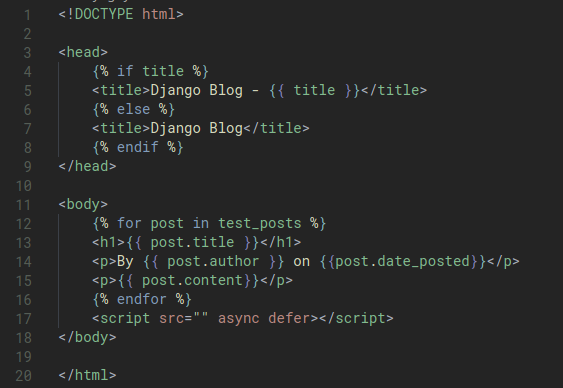 1 <!DOCTYPE html>
2
3 <head>
4     {% if title %}
5     <title>Django Blog - {{ title }}</title>
6     {% else %}
7     <title>Django Blog</title>
8     {% endif %}
9 </head>
10
11 <body>
12     {% for post in test_posts %}
13     <h1>{{ post.title }}</h1>
14     <p>By {{ post.author }} on {{post.date_posted}}</p>
15     <p>{{ post.content}}</p>
16     {% endfor %}
17     <script src="" async defer></script>
18 </body>
19
20 </html>